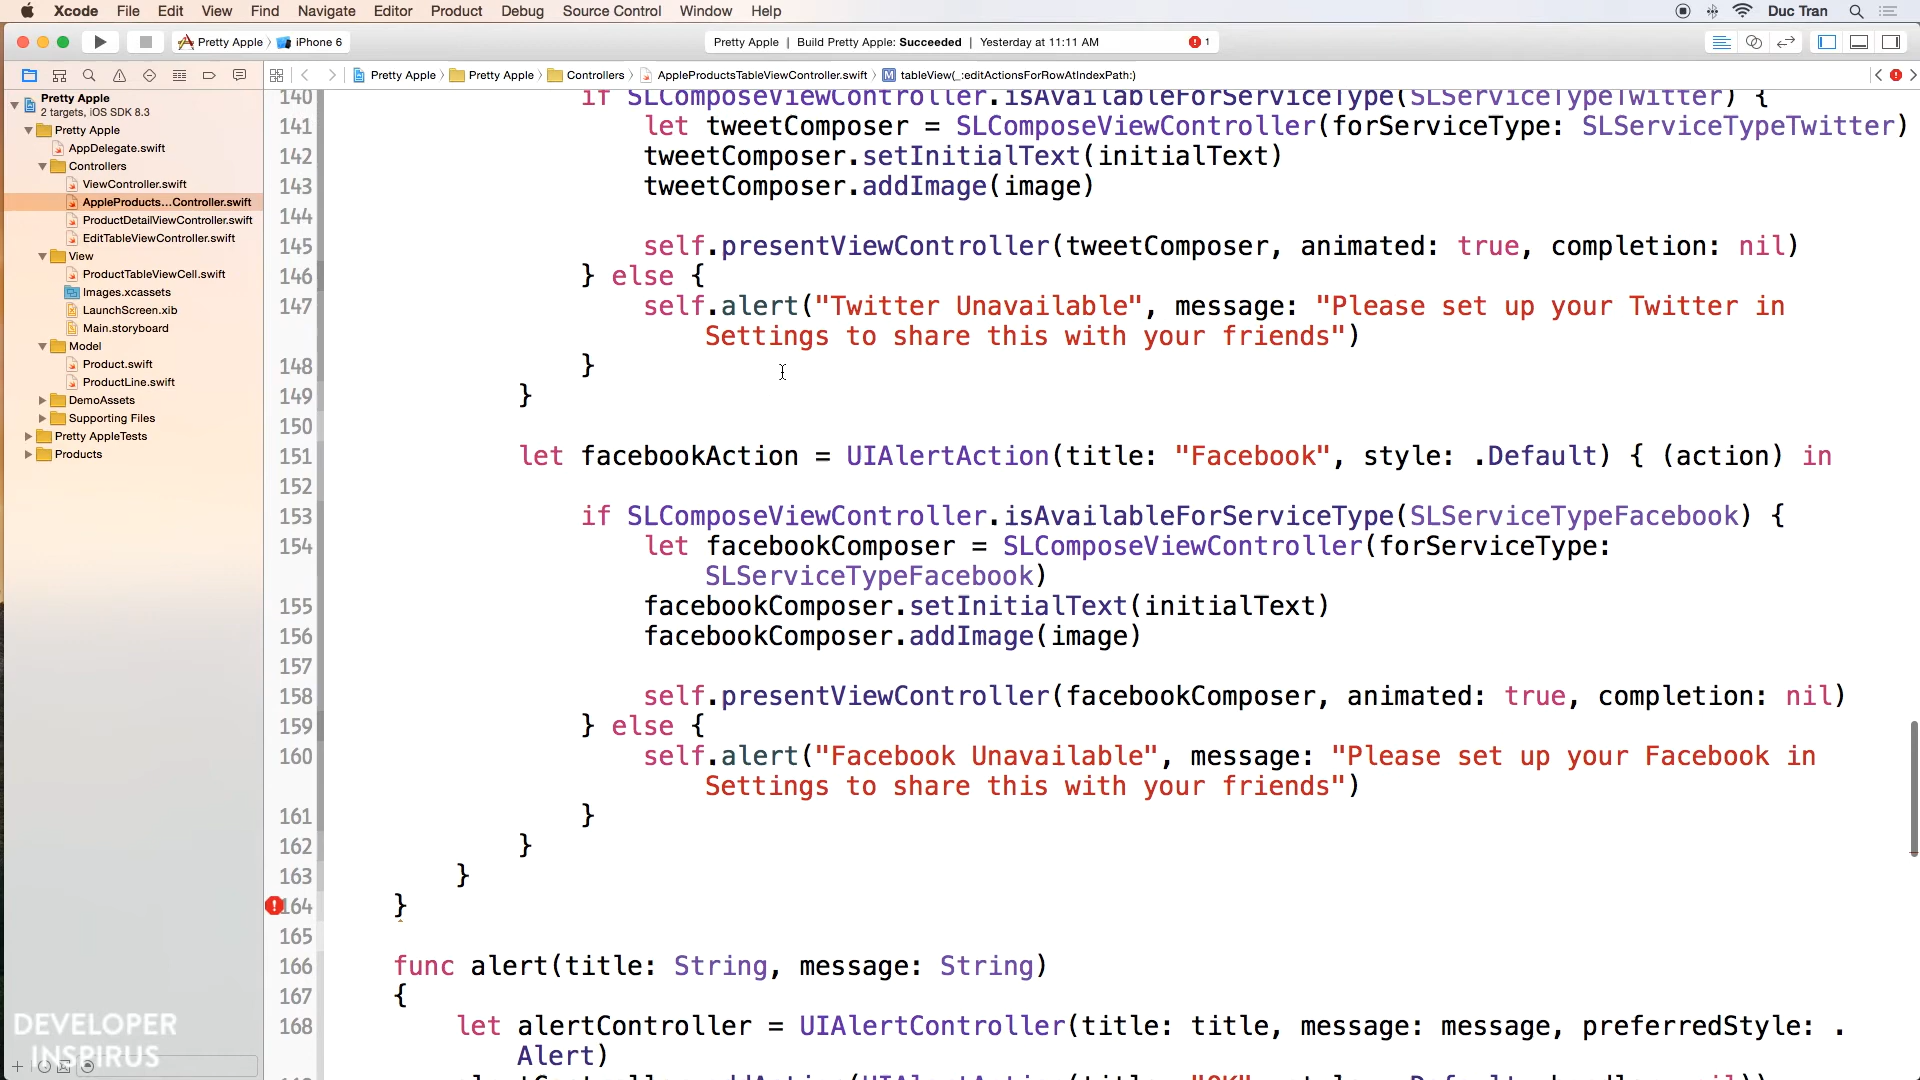 Xcode File Edit View Find Navigate Editor Product Debug Source Control Window Help Duc Tran
Pretty Apple iPhone 6 Pretty Apple | Build Pretty Apple: Succeeded | Yesterday at 11:11 AM 1
Pretty Apple Pretty Apple Controllers AppleProductsTableViewController.swift M tableView(_:editActionsForRowAtIndexPath:)
Pretty Apple
2 targets, iOS SDK 8.3
Pretty Apple
AppDelegate.swift
Controllers
ViewController.swift
AppleProducts...Controller.swift
ProductDetailViewController.swift
EditTableViewController.swift
View
ProductTableViewCell.swift
Images.xcassets
LaunchScreen.xib
Main.storyboard
Model
Product.swift
ProductLine.swift
DemoAssets
Supporting Files
Pretty AppleTests
Products
140 if SLComposeViewController.isAvailableForServiceType(SLServiceTypeTwitter) {
141 let tweetComposer = SLComposeViewController(forServiceType: SLServiceTypeTwitter)
142 tweetComposer.setInitialText(initialText)
143 tweetComposer.addImage(image)
144
145 self.presentViewController(tweetComposer, animated: true, completion: nil)
146 } else {
147 self.alert("Twitter Unavailable", message: "Please set up your Twitter in
Settings to share this with your friends")
148 }
149 }
150
151 let facebookAction = UIAlertAction(title: "Facebook", style: .Default) { (action) in
152
153 if SLComposeViewController.isAvailableForServiceType(SLServiceTypeFacebook) {
154 let facebookComposer = SLComposeViewController(forServiceType:
SLServiceTypeFacebook)
155 facebookComposer.setInitialText(initialText)
156 facebookComposer.addImage(image)
157
158 self.presentViewController(facebookComposer, animated: true, completion: nil)
159 } else {
160 self.alert("Facebook Unavailable", message: "Please set up your Facebook in
Settings to share this with your friends")
161 }
162 }
163 }
164 }
165
166 func alert(title: String, message: String)
167 {
168 let alertController = UIAlertController(title: title, message: message, preferredStyle: .
Alert)
DEVELOPER
INSPIRUS